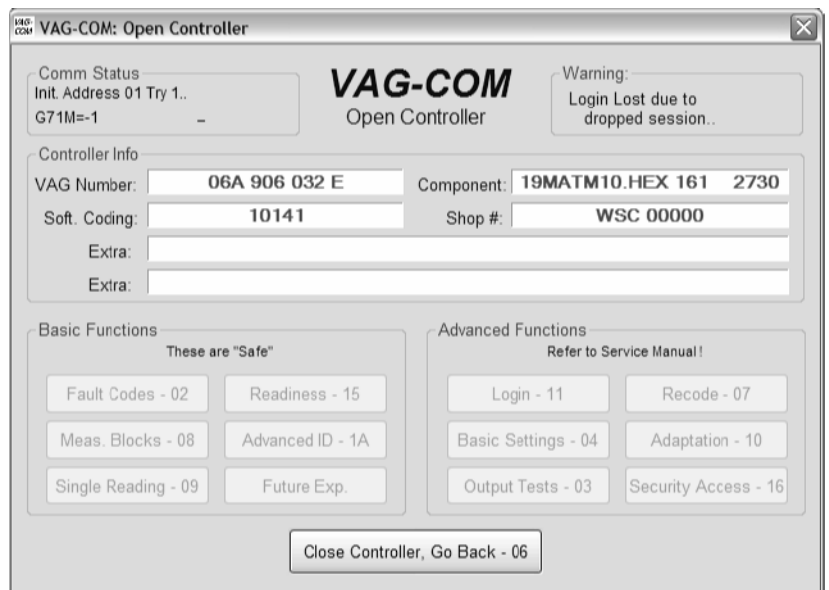 VAG-COM
VAG-COM: Open Controller
Comm Status
Init. Address 01 Try 1..
G71M=-1 _
VAG-COM
Open Controller
Warning:
Login Lost due to
dropped session..
Controller Info
VAG Number: 06A 906 032 E Component: 19MATM10.HEX 161 2730
Soft. Coding: 10141 Shop #: WSC 00000
Extra:
Extra:
Basic Functions
These are "Safe"
Fault Codes - 02 Readiness - 15
Meas. Blocks - 08 Advanced ID - 1A
Single Reading - 09 Future Exp.
Advanced Functions
Refer to Service Manual!
Login - 11 Recode - 07
Basic Settings - 04 Adaptation - 10
Output Tests - 03 Security Access - 16
Close Controller, Go Back - 06